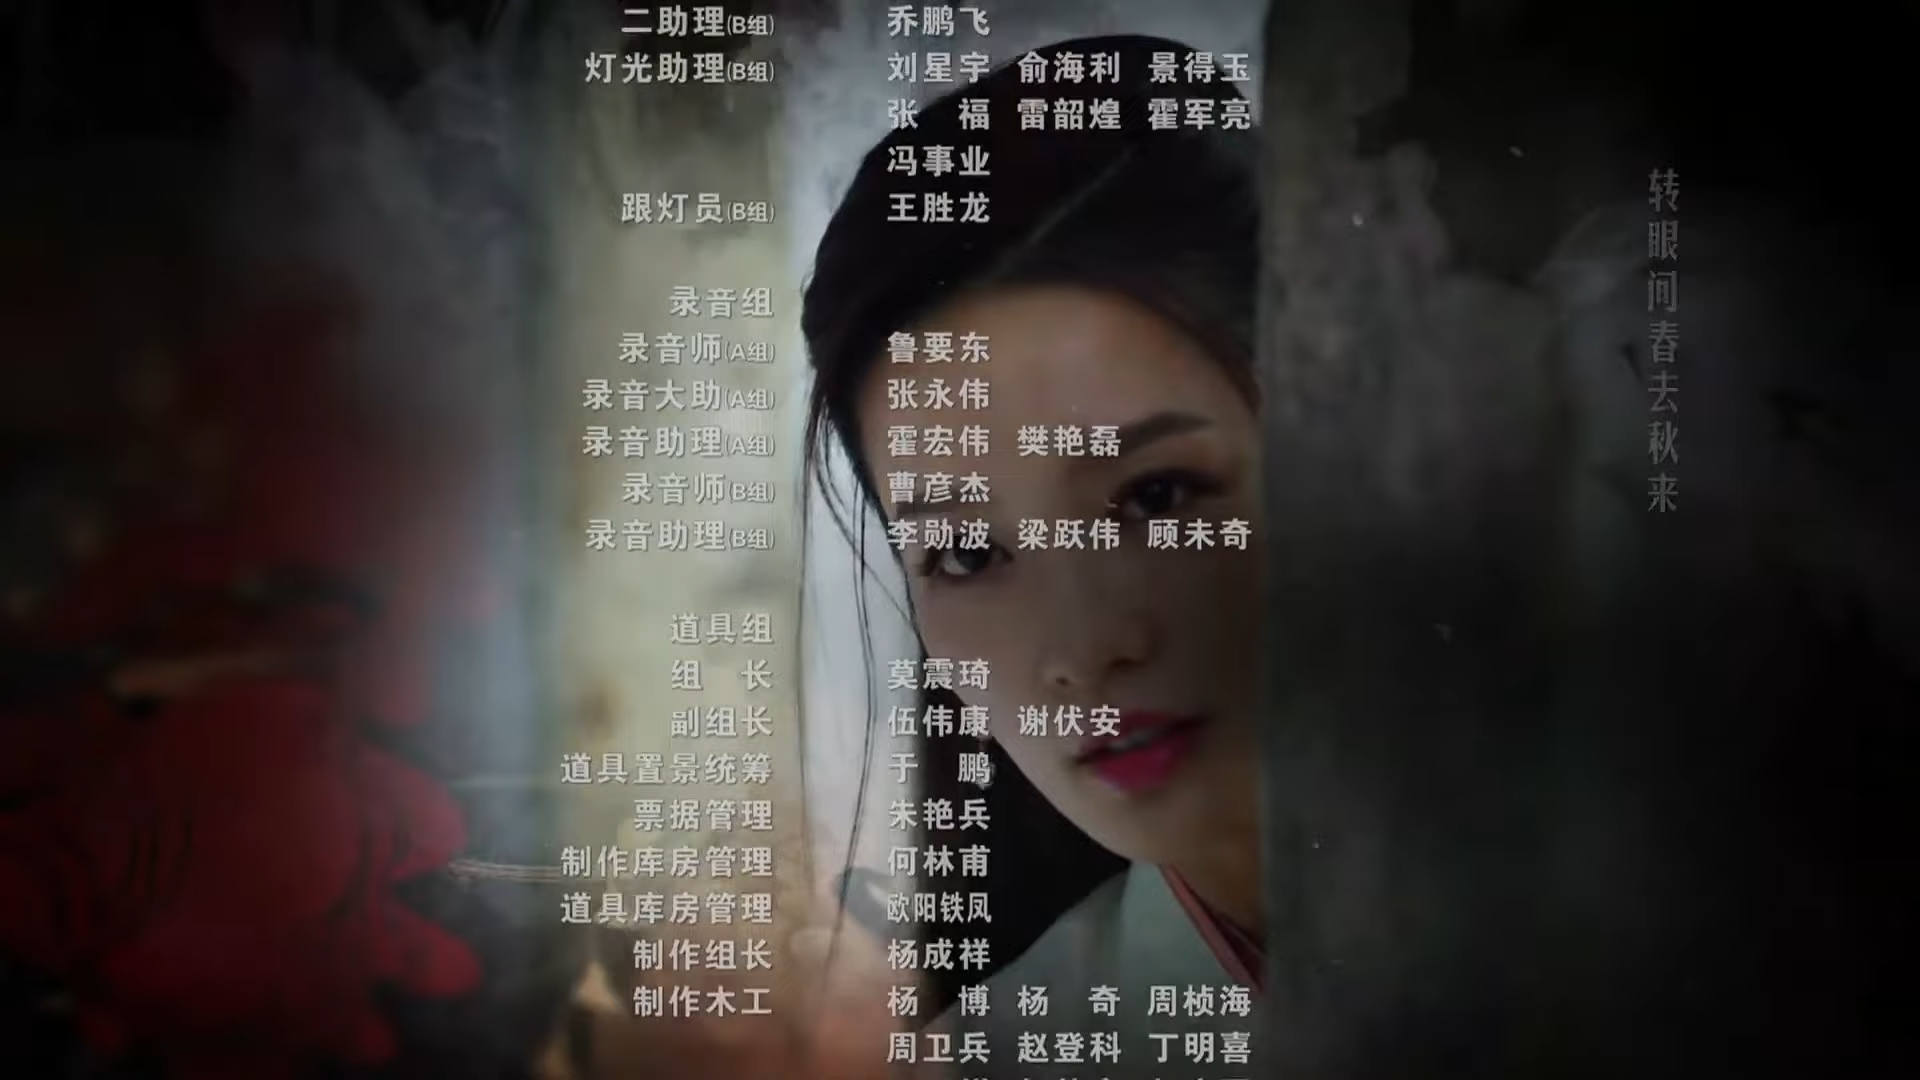 二助理(B组) 乔鹏飞
灯光助理(B组) 刘星宇 俞海利 景得玉
张 福 雷韶煌 霍军亮
冯事业
跟灯员(B组) 王胜龙
录音组
录音师(A组) 鲁要东
录音大助(A组) 张永伟
录音助理(A组) 霍宏伟 樊艳磊
录音师(B组) 曹彦杰
录音助理(B组) 李勋波 梁跃伟 顾未奇
道具组
组 长 莫震琦
副组长 伍伟康 谢伏安
道具置景统筹 于 鹏
票据管理 朱艳兵
制作库房管理 何林甫
道具库房管理 欧阳铁凤
制作组长 杨成祥
制作木工 杨 博 杨 奇 周桢海
周卫兵 赵登科 丁明喜
转眼间春去秋来